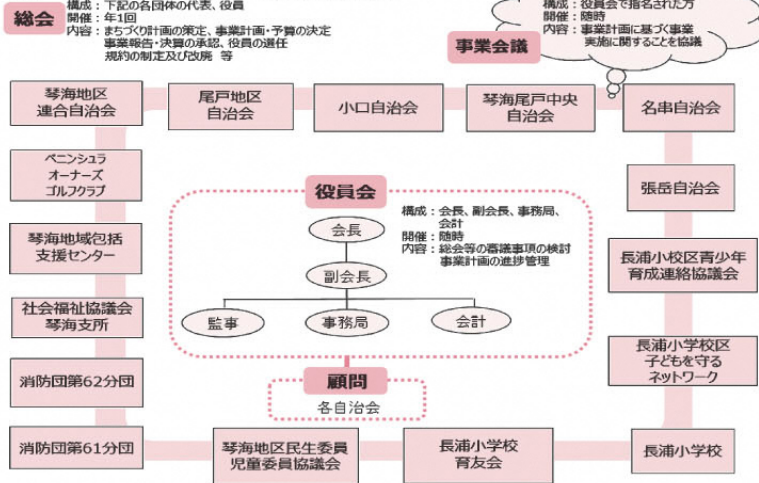 総会
構成：下記の各団体の代表、役員
開催：年1回
内容：まちづくり計画の策定、事業計画・予算の決定
事業報告・決算の承認、役員の選任
規約の制定及び改廃 等
事業会議
構成：役員会で指名された方
開催：随時
内容：事業計画に基づく事業
実施に関することを協議
琴海地区
連合自治会
尾戸地区
自治会
小口自治会
琴海尾戸中央
自治会
名串自治会
ペニンシュラ
オーナーズ
ゴルフクラブ
張岳自治会
琴海地域包括
支援センター
長浦小校区青少年
育成連絡協議会
社会福祉協議会
琴海支所
長浦小学校区
子どもを守る
ネットワーク
消防団第62分団
消防団第61分団
琴海地区民生委員
児童委員協議会
長浦小学校
育友会
長浦小学校
役員会
構成：会長、副会長、事務局、
会計
開催：随時
内容：総会等の審議事項の検討
事業計画の進捗管理
会長
副会長
監事
事務局
会計
顧問
各自治会